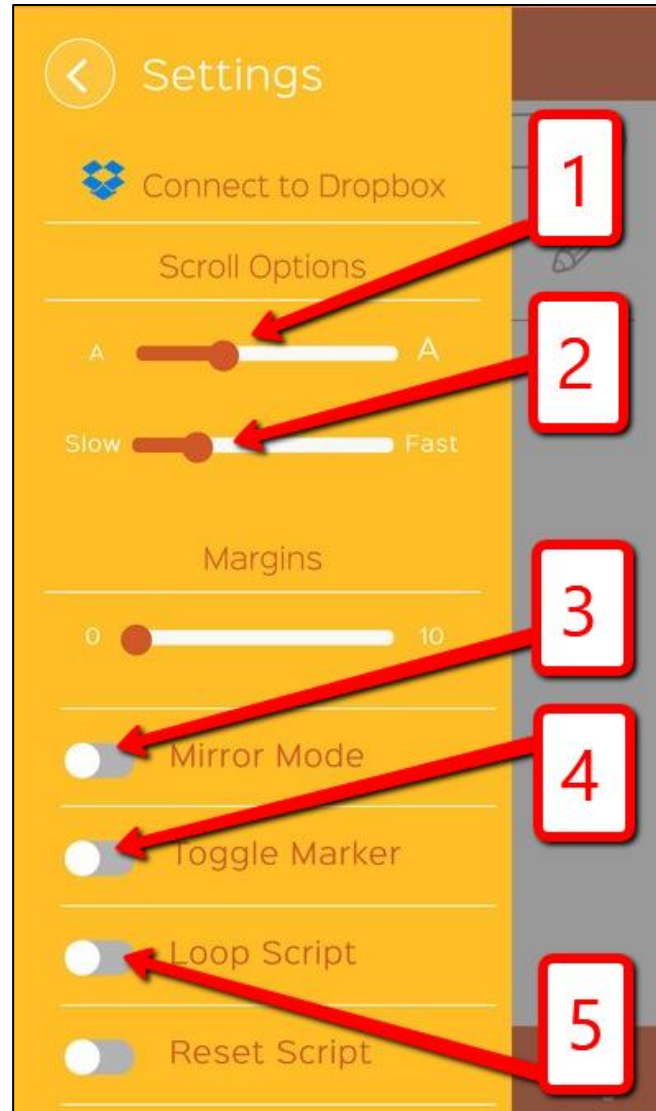 Settings
Connect to Dropbox
1
Scroll Options
A A
2
Slow Fast
Margins
3
0 10
Mirror Mode
4
Toggle Marker
Loop Script
5
Reset Script